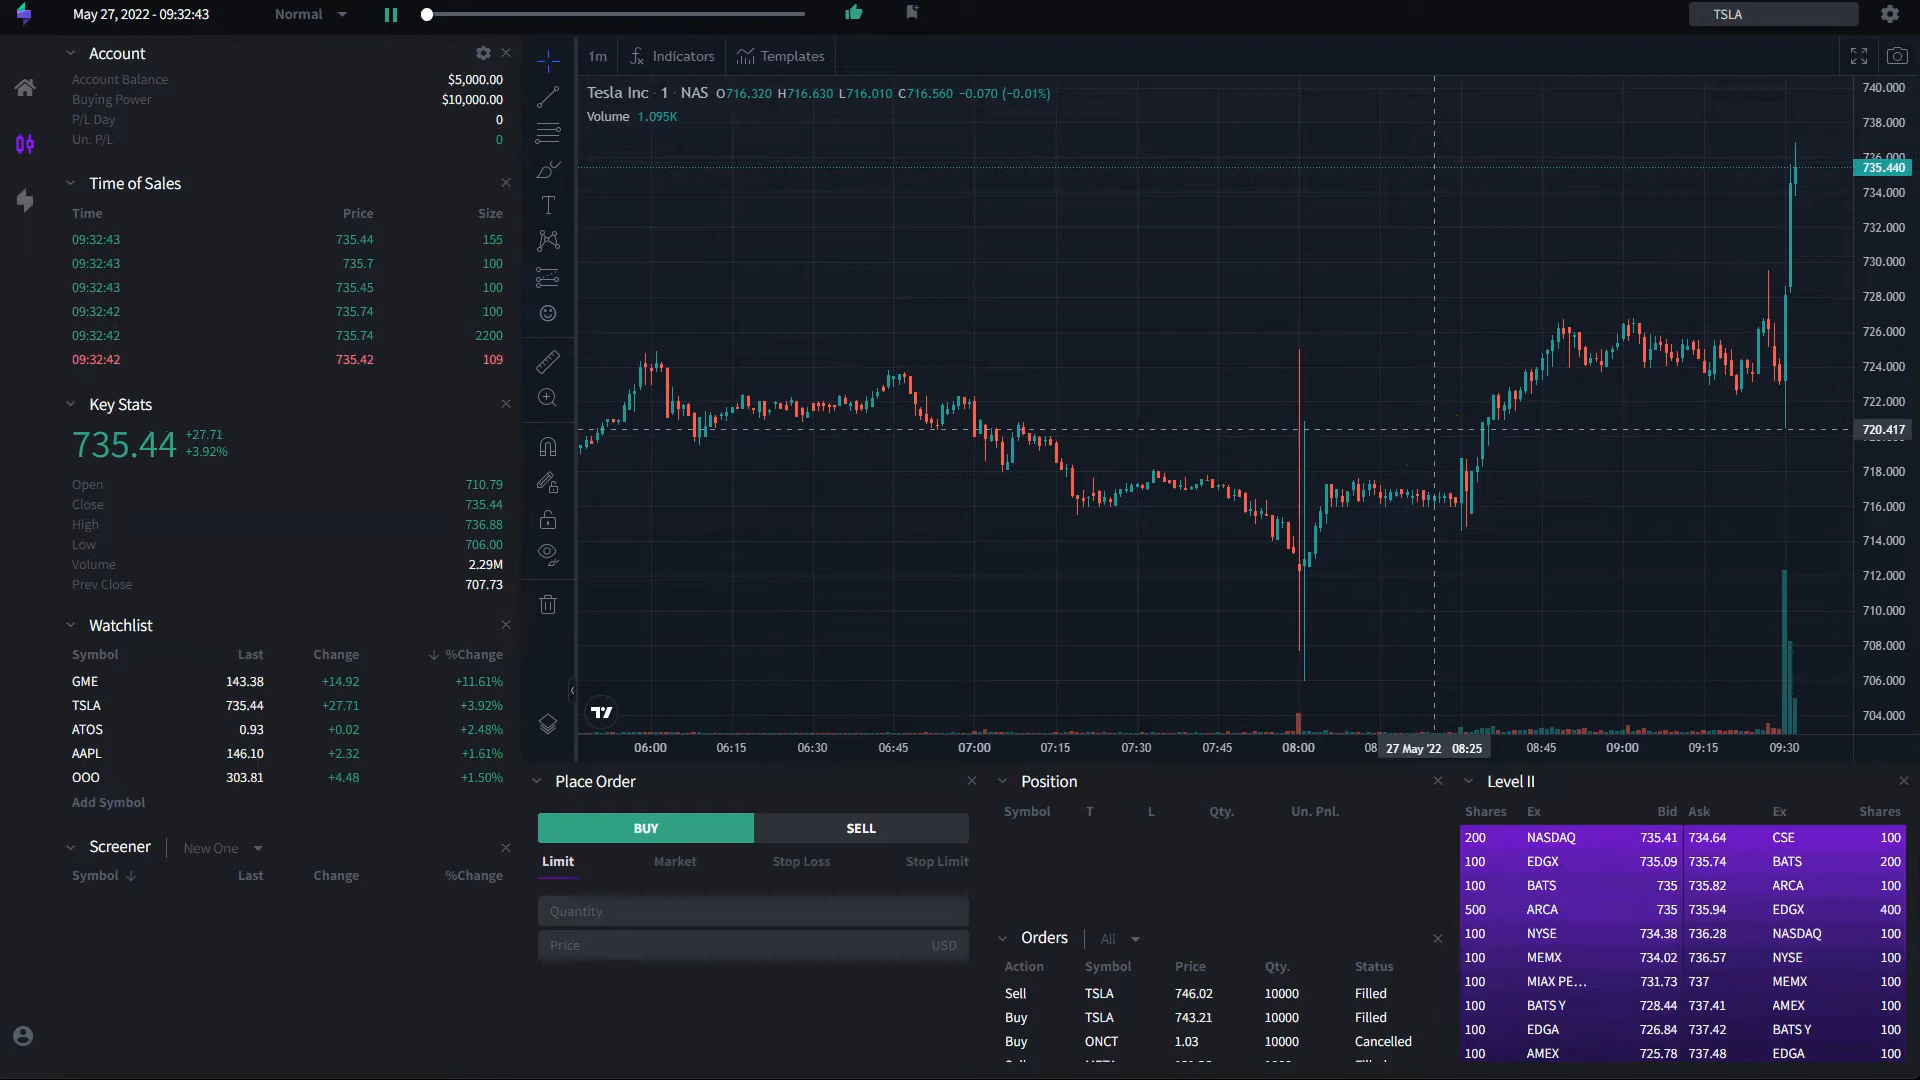 May 27, 2022 - 09:32:43
Normal
TSLA
Account
Account Balance $5,000.00
Buying Power $10,000.00
P/L Day 0
Un. P/L 0
Time of Sales
Time Price Size
09:32:43 735.44 155
09:32:43 735.7 100
09:32:43 735.45 100
09:32:42 735.74 100
09:32:42 735.74 2200
09:32:42 735.42 109
Key Stats
735.44 +27.71
+3.92%
Open 710.79
Close 735.44
High 736.88
Low 706.00
Volume 2.29M
Prev Close 707.73
Watchlist
Symbol Last Change %Change
GME 143.38 +14.92 +11.61%
TSLA 735.44 +27.71 +3.92%
ATOS 0.93 +0.02 +2.48%
AAPL 146.10 +2.32 +1.61%
OOO 303.81 +4.48 +1.50%
Add Symbol
Screener New One
Symbol Last Change %Change
1m Indicators Templates
Tesla Inc · 1 · NAS O716.320 H716.630 L716.010 C716.560 −0.070 (−0.01%)
Volume 1.095K
740.000
738.000
736.000
735.440
734.000
732.000
730.000
728.000
726.000
724.000
722.000
720.417
718.000
716.000
714.000
712.000
710.000
708.000
706.000
704.000
06:00 06:15 06:30 06:45 07:00 07:15 07:30 07:45 08:00 27 May '22 08:25 08:45 09:00 09:15 09:30
Place Order
BUY SELL
Limit Market Stop Loss Stop Limit
Quantity
Price USD
Position
Symbol T L Qty. Un. Pnl.
Orders All
Action Symbol Price Qty. Status
Sell TSLA 746.02 10000 Filled
Buy TSLA 743.21 10000 Filled
Buy ONCT 1.03 10000 Cancelled
Level II
Shares Ex Bid Ask Ex Shares
200 NASDAQ 735.41 734.64 CSE 100
100 EDGX 735.09 735.74 BATS 200
100 BATS 735 735.82 ARCA 100
500 ARCA 735 735.94 EDGX 400
100 NYSE 734.38 736.28 NASDAQ 100
100 MEMX 734.02 736.57 NYSE 100
100 MIAX PE... 731.73 737 MEMX 100
100 BATS Y 728.44 737.41 AMEX 100
100 EDGA 726.84 737.42 BATS Y 100
100 AMEX 725.78 737.48 EDGA 100